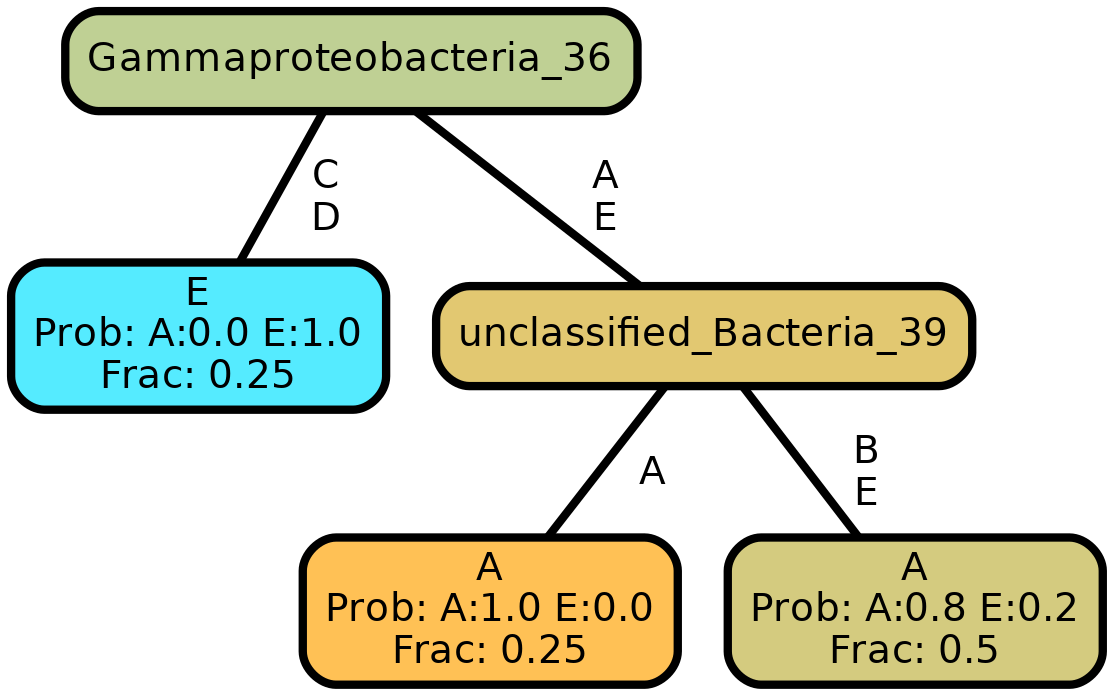 Gammaproteobacteria_36
C
D
A
E
E
Prob: A:0.0 E:1.0
Frac: 0.25
unclassified_Bacteria_39
A
B
E
A
Prob: A:1.0 E:0.0
Frac: 0.25
A
Prob: A:0.8 E:0.2
Frac: 0.5